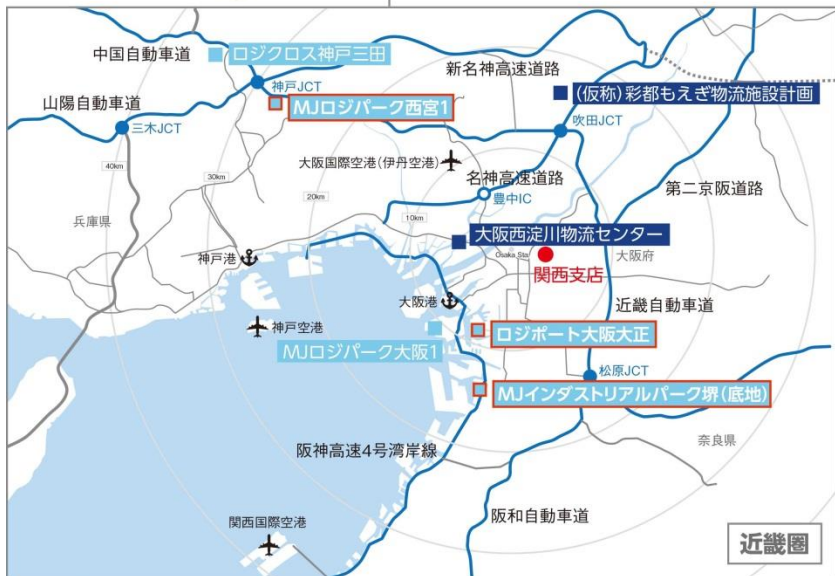 中国自動車道
ロジクロス神戸三田
新名神高速道路
神戸JCT
(仮称)彩都もえぎ物流施設計画
山陽自動車道
MJロジパーク西宮1
三木JCT
吹田JCT
大阪国際空港(伊丹空港)
40km
30km
名神高速道路
第二京阪道路
20km
豊中IC
兵庫県
10km
大阪西淀川物流センター
神戸港
Osaka Sta
大阪府
関西支店
大阪港
近畿自動車道
神戸空港
ロジポート大阪大正
MJロジパーク大阪1
松原JCT
MJインダストリアルパーク堺(底地)
奈良県
阪神高速4号湾岸線
阪和自動車道
関西国際空港
近畿圏